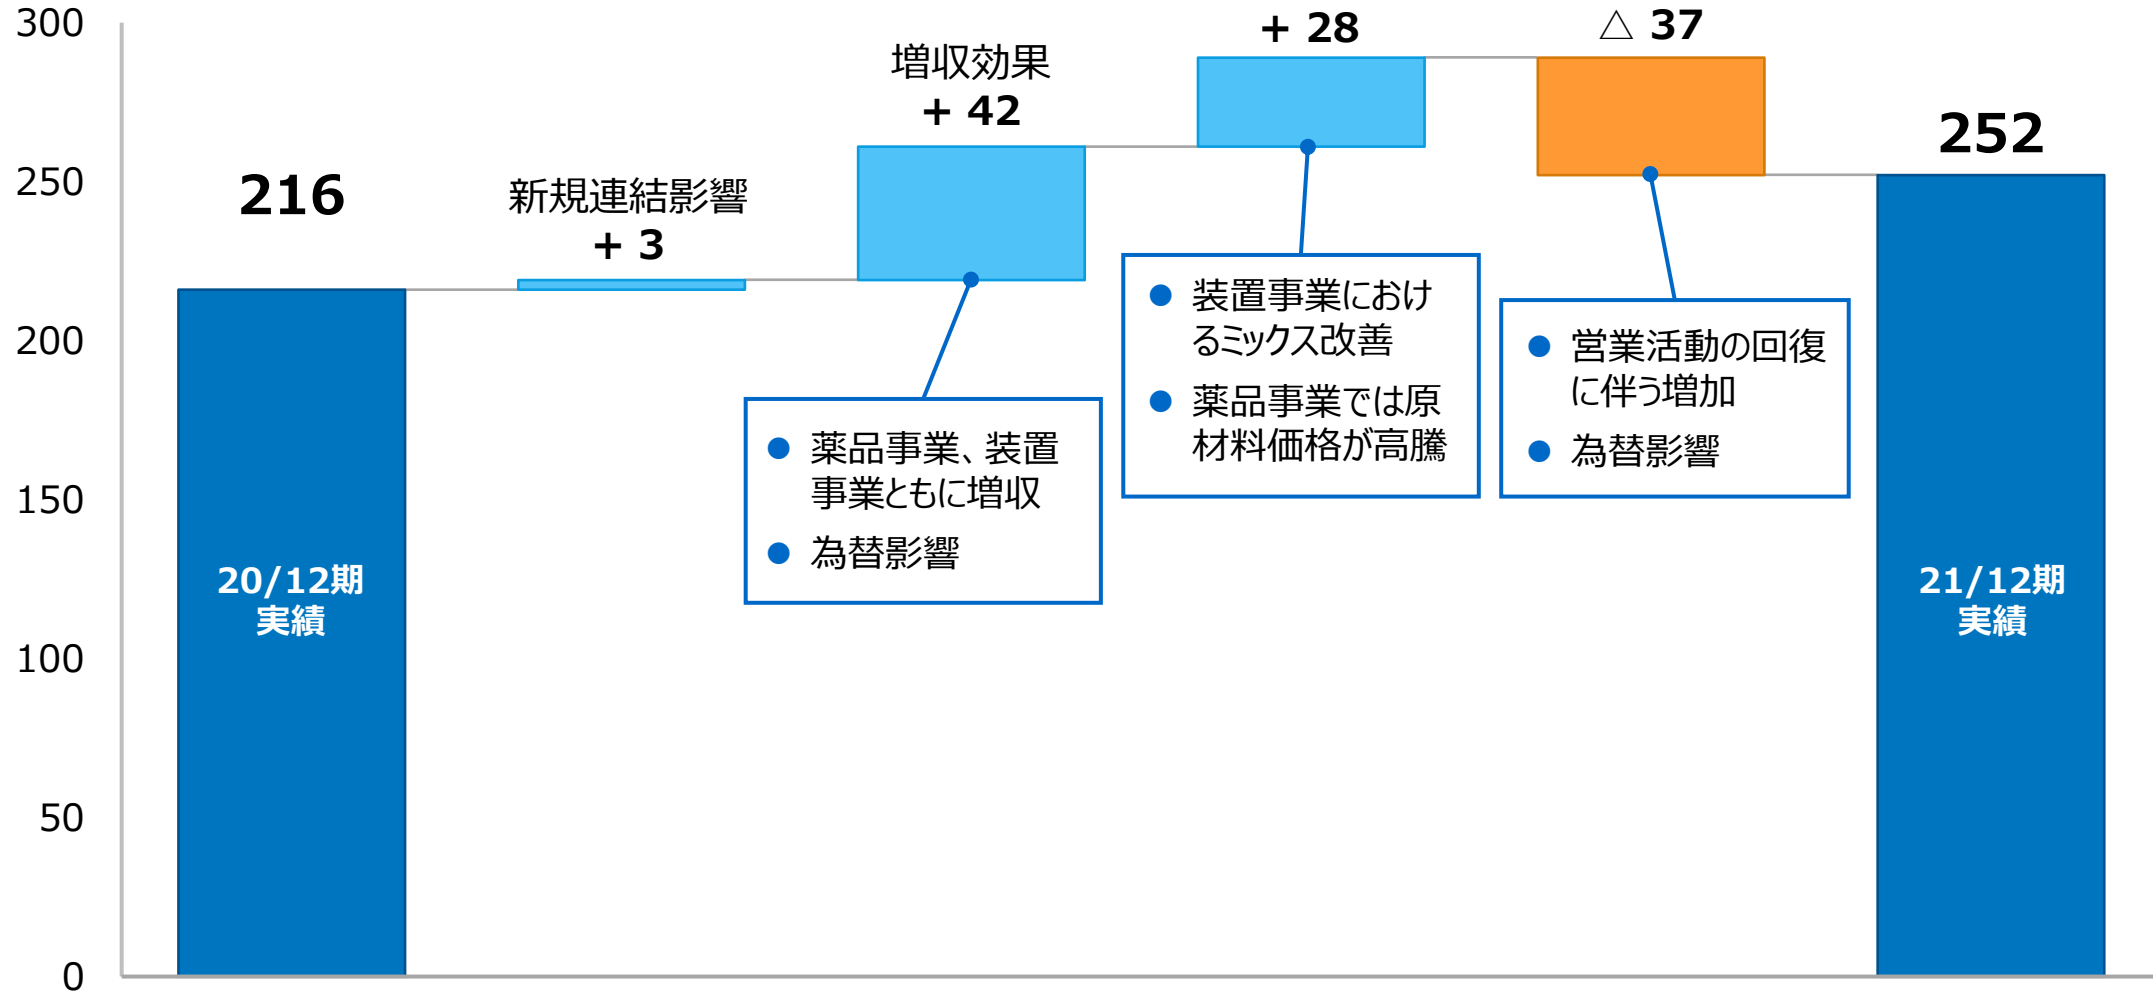 300
250
200
150
100
50
0
216
20/12期
実績
新規連結影響
+ 3
増収効果
+ 42
● 薬品事業、装置
事業ともに増収
● 為替影響
+ 28
● 装置事業におけ
るミックス改善
● 薬品事業では原
材料価格が高騰
△ 37
● 営業活動の回復
に伴う増加
● 為替影響
252
21/12期
実績